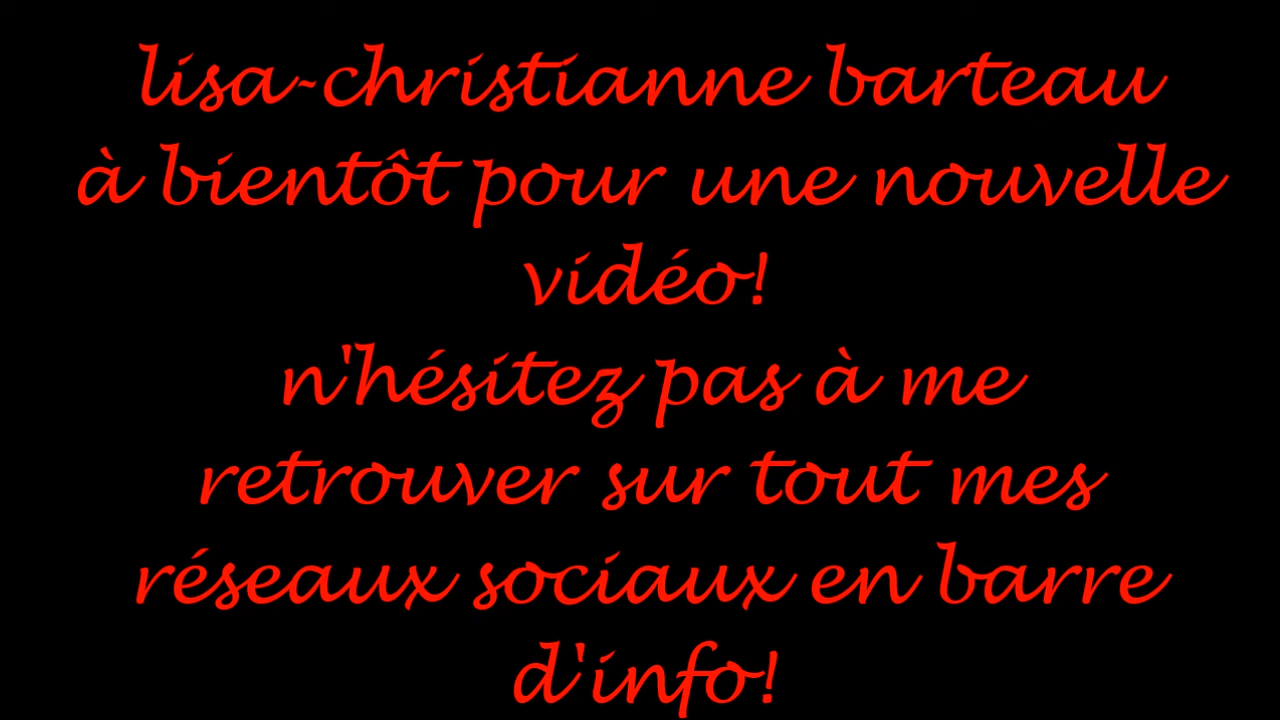 lisa-christianne barteau
à bientôt pour une nouvelle
vidéo!
n'hésitez pas à me
retrouver sur tout mes
réseaux sociaux en barre
d'info!